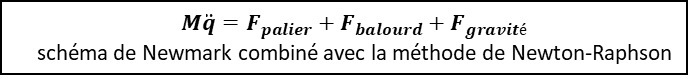 Mq̈ = F_palier + F_balourd + F_gravité
schéma de Newmark combiné avec la méthode de Newton-Raphson